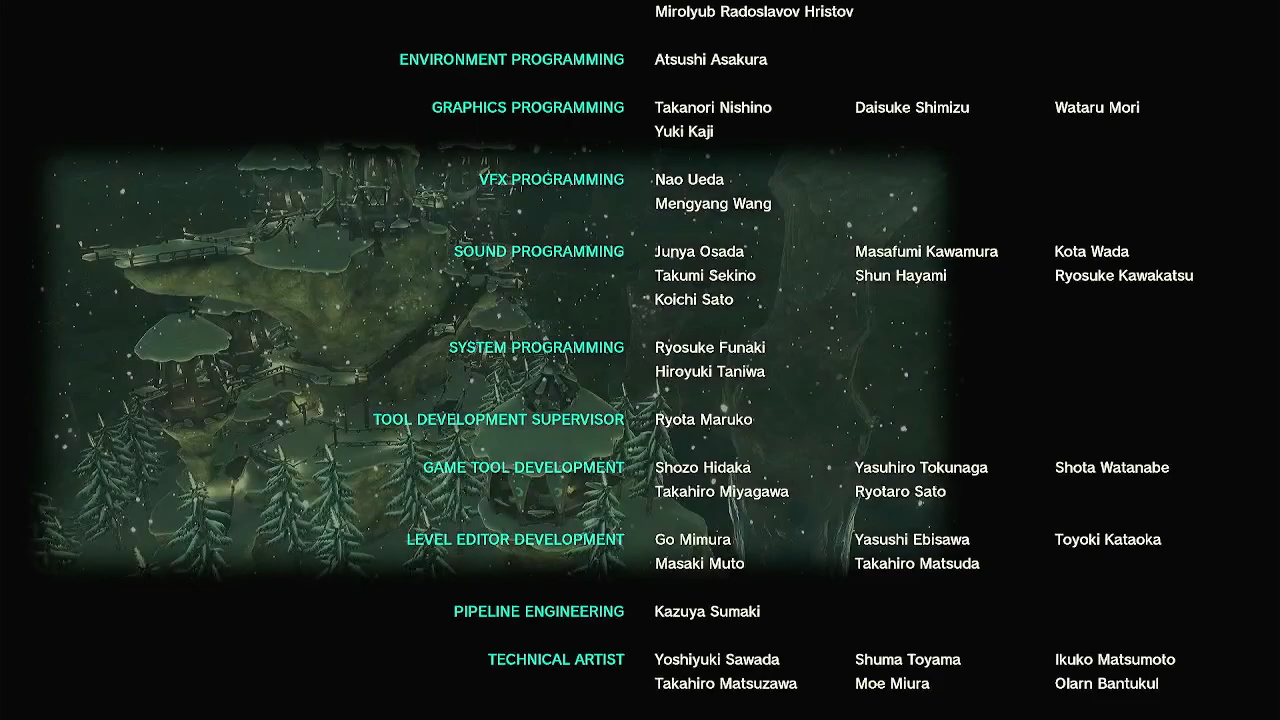 Mirolyub Radoslavov Hristov
ENVIRONMENT PROGRAMMING Atsushi Asakura
GRAPHICS PROGRAMMING Takanori Nishino Daisuke Shimizu Wataru Mori
Yuki Kaji
VFX PROGRAMMING Nao Ueda
Mengyang Wang
SOUND PROGRAMMING Junya Osada Masafumi Kawamura Kota Wada
Takumi Sekino Shun Hayami Ryosuke Kawakatsu
Koichi Sato
SYSTEM PROGRAMMING Ryosuke Funaki
Hiroyuki Taniwa
TOOL DEVELOPMENT SUPERVISOR Ryota Maruko
GAME TOOL DEVELOPMENT Shozo Hidaka Yasuhiro Tokunaga Shota Watanabe
Takahiro Miyagawa Ryotaro Sato
LEVEL EDITOR DEVELOPMENT Go Mimura Yasushi Ebisawa Toyoki Kataoka
Masaki Muto Takahiro Matsuda
PIPELINE ENGINEERING Kazuya Sumaki
TECHNICAL ARTIST Yoshiyuki Sawada Shuma Toyama Ikuko Matsumoto
Takahiro Matsuzawa Moe Miura Olarn Bantukul